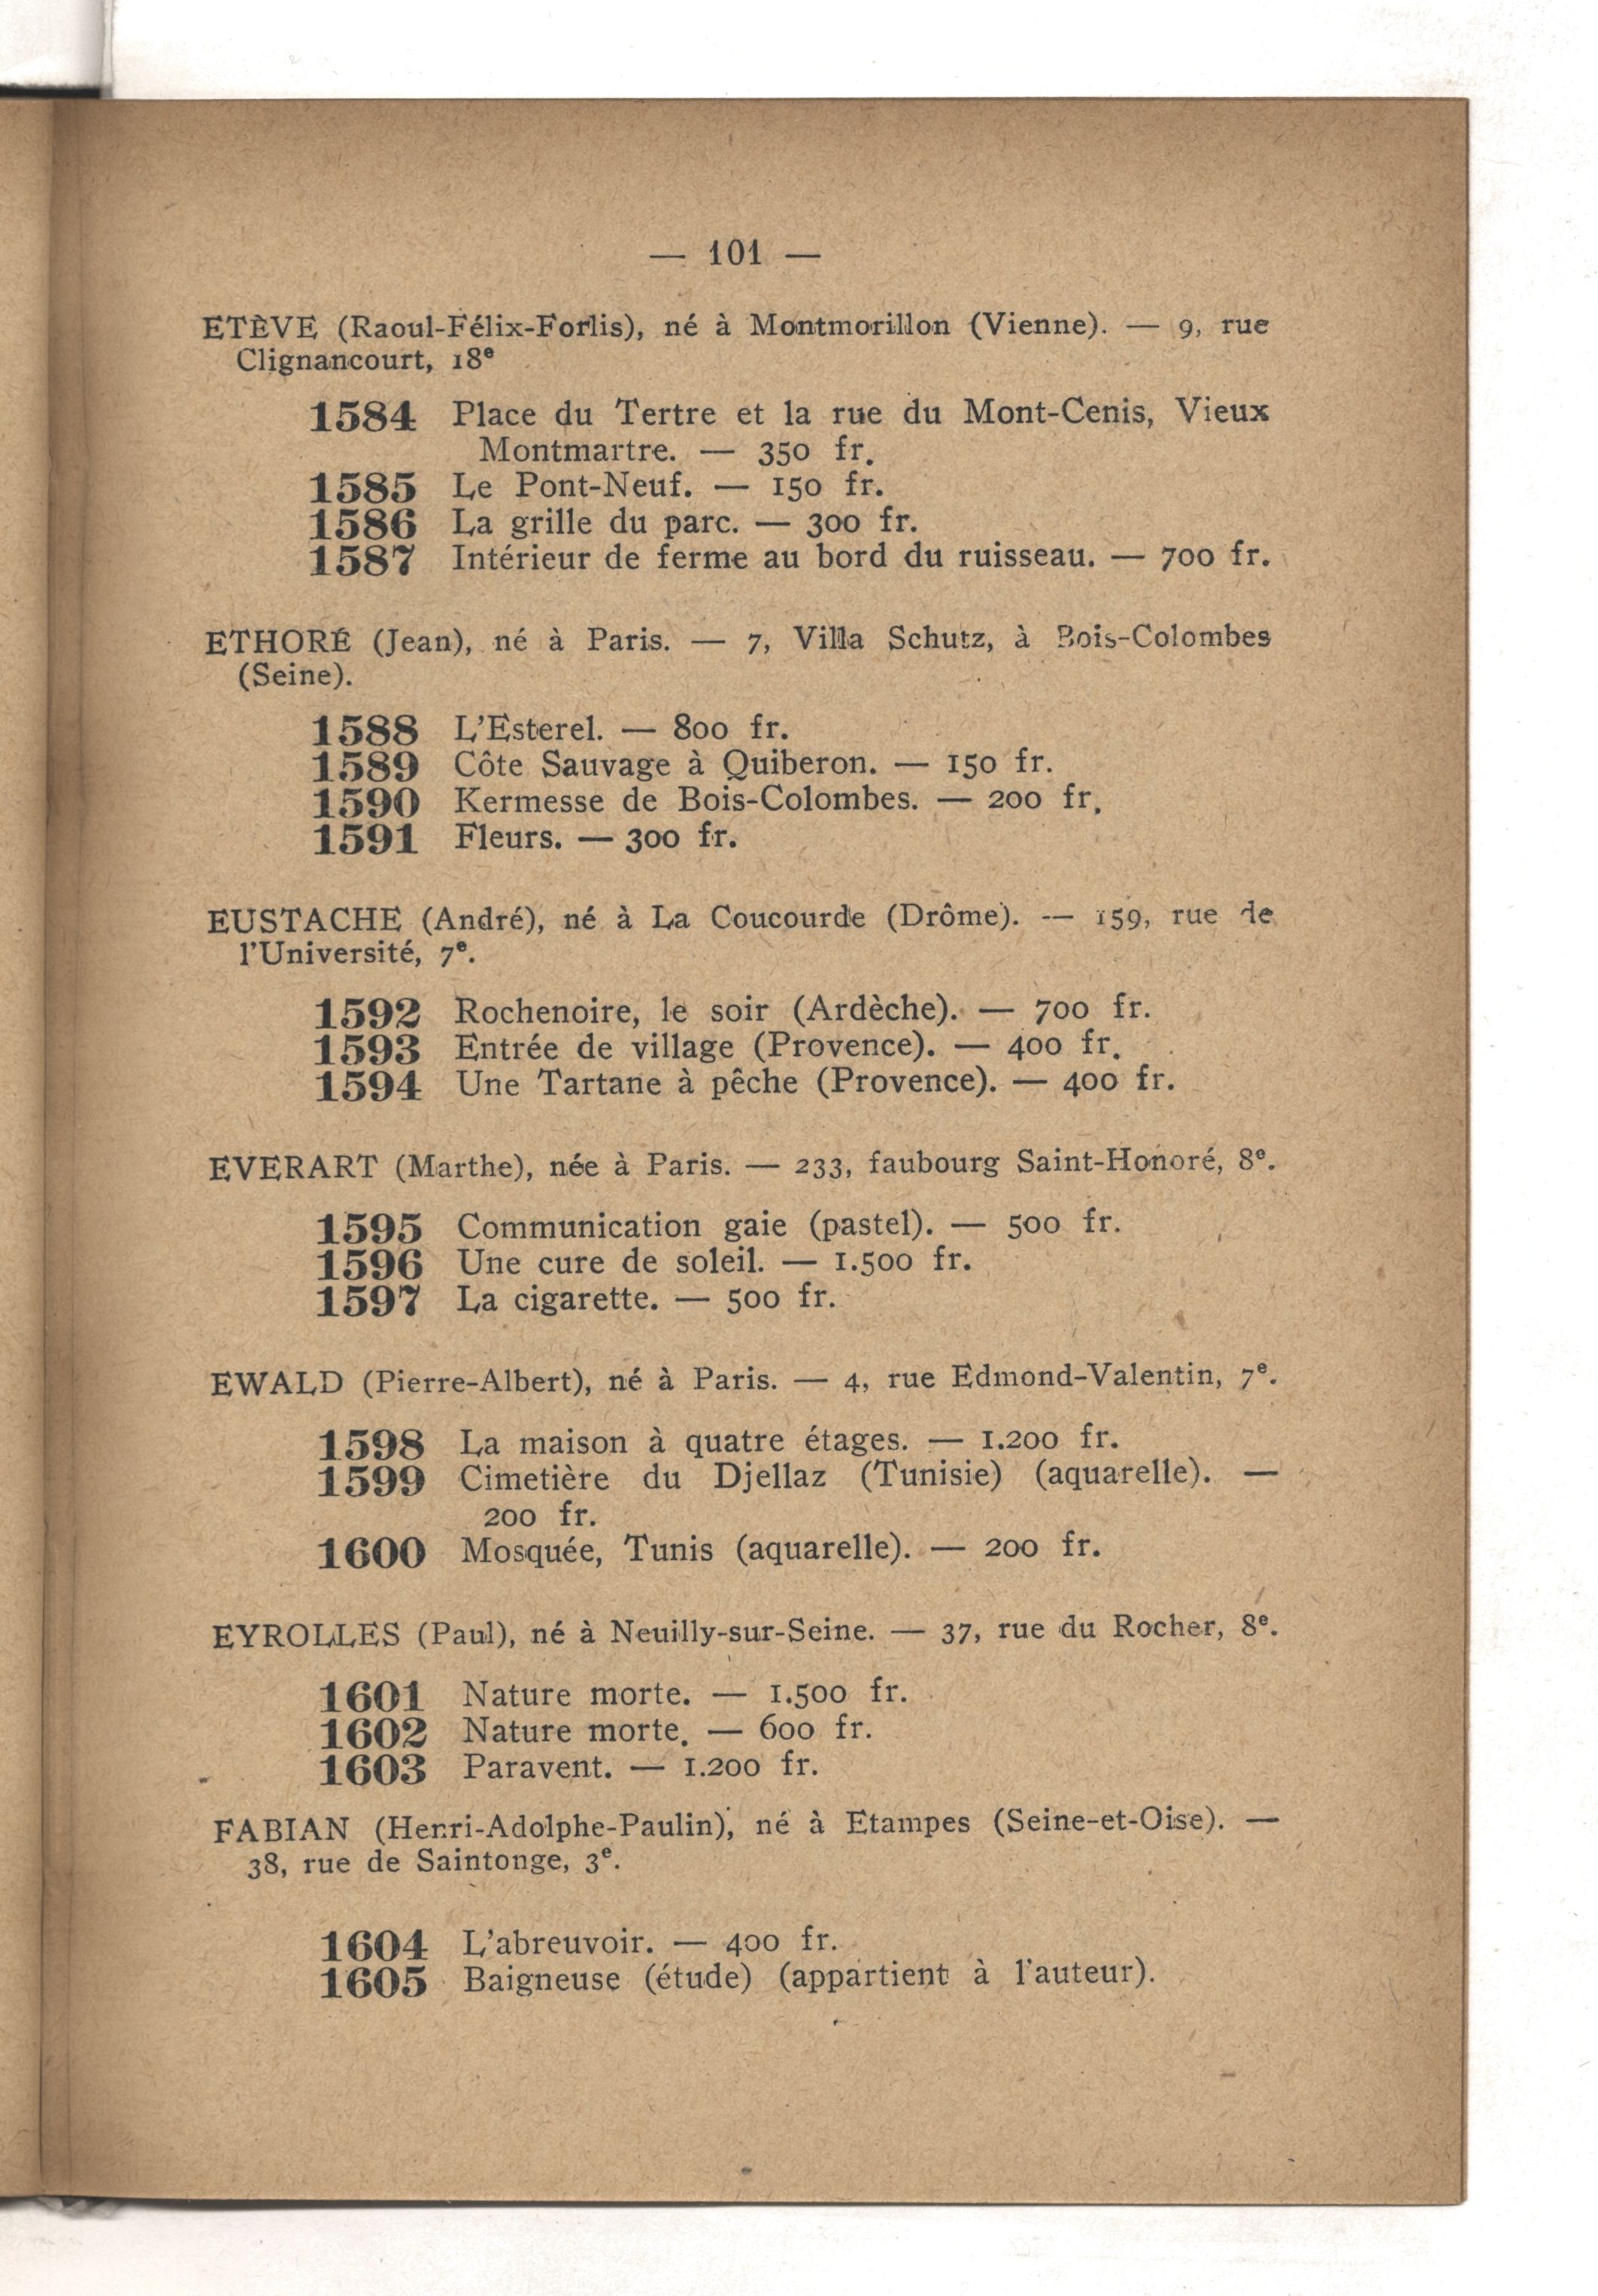 — 101 —
ETÈVE (Raoul-Félix-Forlis), né à Montmorillon (Vienne). — 9, rue
Clignancourt, 18e
1584 Place du Tertre et la rue du Mont-Cenis, Vieux
Montmartre. — 350 fr.
1585 Le Pont-Neuf. — 150 fr.
1586 La grille du parc. — 300 fr.
1587 Intérieur de ferme au bord du ruisseau. — 700 fr.
ETHORÉ (Jean), né à Paris. — 7, Villa Schutz, à Bois-Colombes
(Seine).
1588 L'Esterel. — 800 fr.
1589 Côte Sauvage à Quiberon. — 150 fr.
1590 Kermesse de Bois-Colombes. — 200 fr.
1591 Fleurs. — 300 fr.
EUSTACHE (André), né à La Coucourde (Drôme). — 159, rue de
l'Université, 7e.
1592 Rochenoire, le soir (Ardèche). — 700 fr.
1593 Entrée de village (Provence). — 400 fr.
1594 Une Tartane à pêche (Provence). — 400 fr.
EVERART (Marthe), née à Paris. — 233, faubourg Saint-Honoré, 8e.
1595 Communication gaie (pastel). — 500 fr.
1596 Une cure de soleil. — 1.500 fr.
1597 La cigarette. — 500 fr.
EWALD (Pierre-Albert), né à Paris. — 4, rue Edmond-Valentin, 7e.
1598 La maison à quatre étages. — 1.200 fr.
1599 Cimetière du Djellaz (Tunisie) (aquarelle). —
200 fr.
1600 Mosquée, Tunis (aquarelle). — 200 fr.
EYROLLES (Paul), né à Neuilly-sur-Seine. — 37, rue du Rocher, 8e.
1601 Nature morte. — 1.500 fr.
1602 Nature morte. — 600 fr.
1603 Paravent. — 1.200 fr.
FABIAN (Henri-Adolphe-Paulin), né à Etampes (Seine-et-Oise). —
38, rue de Saintonge, 3e.
1604 L'abreuvoir. — 400 fr.
1605 Baigneuse (étude) (appartient à l'auteur).